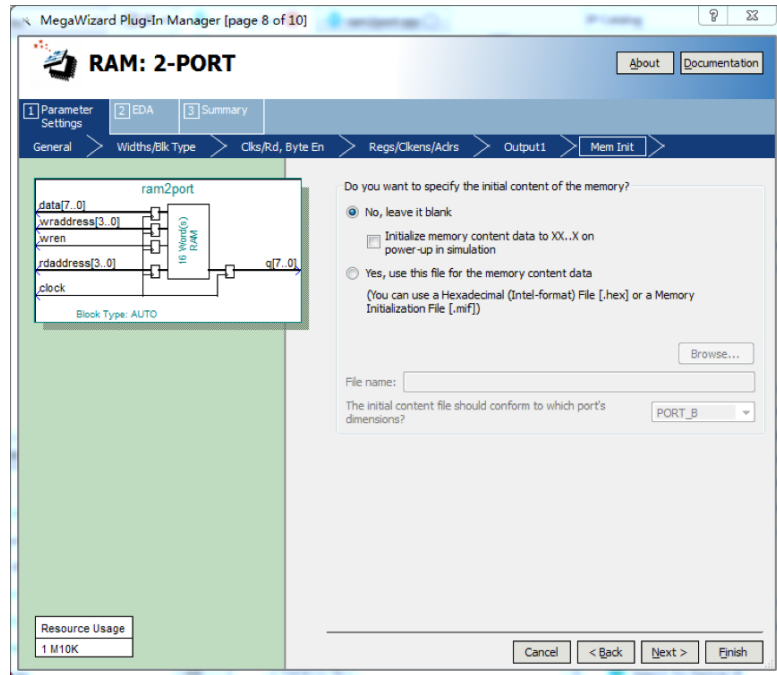 MegaWizard Plug-In Manager [page 8 of 10]
RAM: 2-PORT
About
Documentation
1 Parameter Settings
2 EDA
3 Summary
General
Widths/Blk Type
Clks/Rd, Byte En
Regs/Clkens/Aclrs
Output1
Mem Init
ram2port
data[7..0]
wraddress[3..0]
wren
rdaddress[3..0]
clock
16 Word(s)
RAM
q[7..0]
Block Type: AUTO
Do you want to specify the initial content of the memory?
No, leave it blank
Initialize memory content data to XX..X on
power-up in simulation
Yes, use this file for the memory content data
(You can use a Hexadecimal (Intel-format) File [.hex] or a Memory
Initialization File [.mif])
Browse...
File name:
The initial content file should conform to which port's
dimensions?
PORT_B
Resource Usage
1 M10K
Cancel
< Back
Next >
Finish